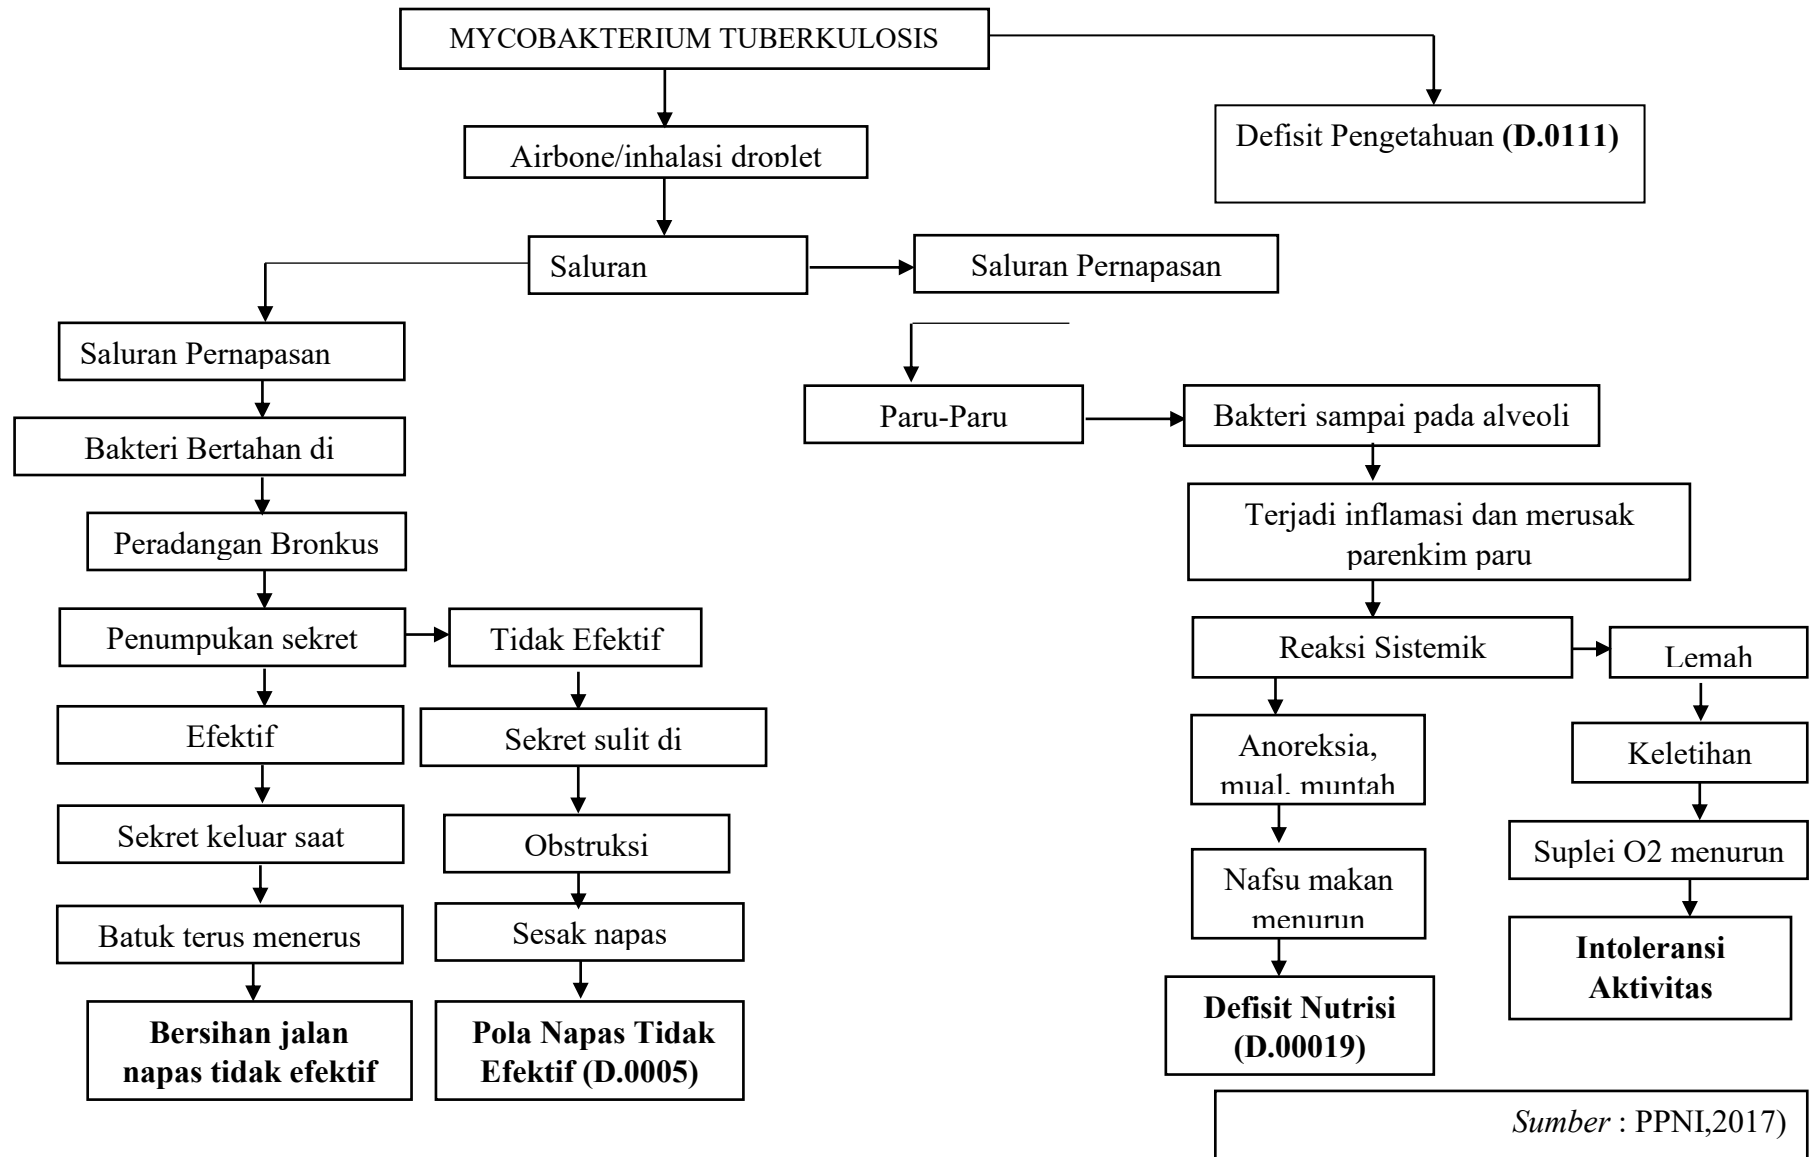 MYCOBAKTERIUM TUBERKULOSIS
Airbone/inhalasi droplet
Defisit Pengetahuan (D.0111)
Saluran
Saluran Pernapasan
Saluran Pernapasan
Bakteri Bertahan di
Peradangan Bronkus
Penumpukan sekret
Efektif
Sekret keluar saat
Batuk terus menerus
Bersihan jalan
napas tidak efektif
Tidak Efektif
Sekret sulit di
Obstruksi
Sesak napas
Pola Napas Tidak
Efektif (D.0005)
Paru-Paru
Bakteri sampai pada alveoli
Terjadi inflamasi dan merusak
parenkim paru
Reaksi Sistemik
Anoreksia,
mual, muntah
Nafsu makan
menurun
Defisit Nutrisi
(D.00019)
Lemah
Keletihan
Suplei O2 menurun
Intoleransi
Aktivitas
Sumber : PPNI,2017)